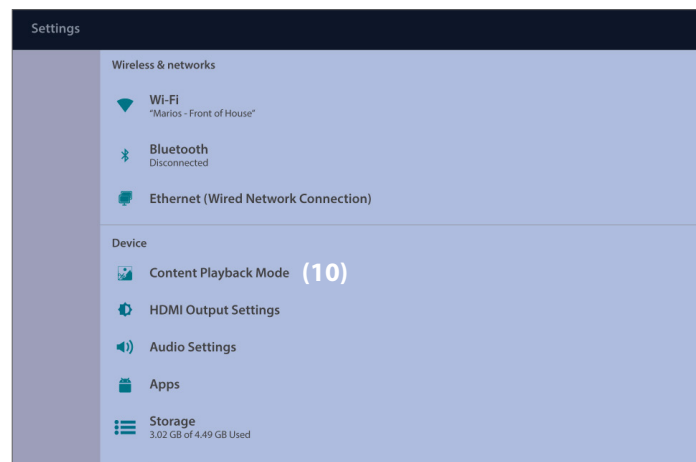 Settings
Wireless & networks
Wi-Fi
"Marios - Front of House"
Bluetooth
Disconnected
Ethernet (Wired Network Connection)
Device
Content Playback Mode (10)
HDMI Output Settings
Audio Settings
Apps
Storage
3.02 GB of 4.49 GB Used